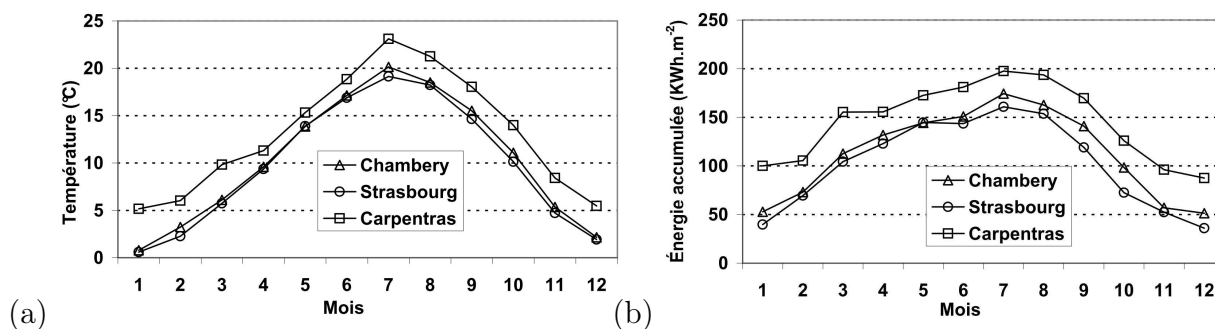 Température (°C)
25
20
15
10
5
0
Chambery
Strasbourg
Carpentras
1 2 3 4 5 6 7 8 9 10 11 12
Mois
(a)
Énergie accumulée (KWh.m-2)
250
200
150
100
50
0
Chambery
Strasbourg
Carpentras
1 2 3 4 5 6 7 8 9 10 11 12
Mois
(b)